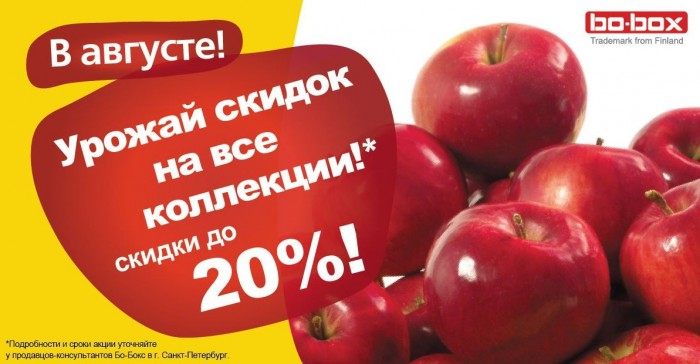 В августе!
Урожай скидок
на все
коллекции!*
скидки до
20%!
bo-box
Trademark from Finland
*Подробности и сроки акции уточняйте
у продавцов-консультантов Бо-Бокс в г. Санкт-Петербург.